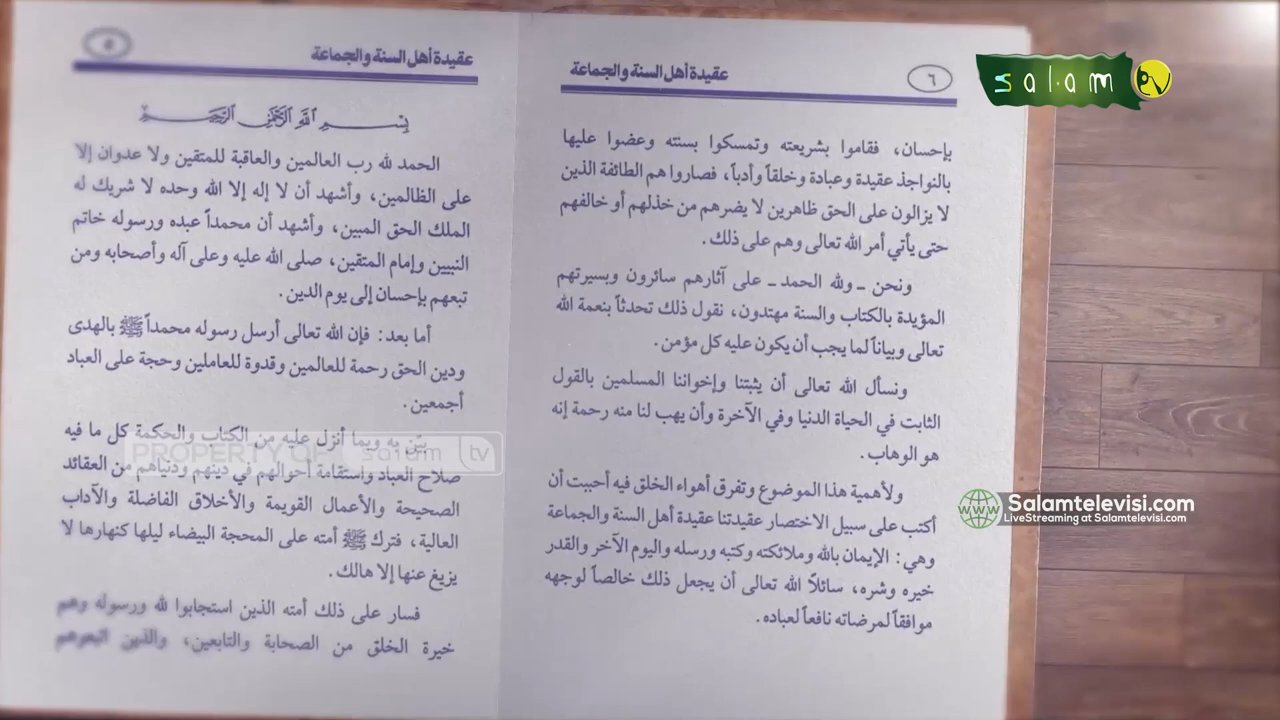 عقيدة أهل السنة والجماعة
٥
بسم الله الرحمن الرحيم
الحمد لله رب العالمين والعاقبة للمتقين ولا عدوان إلا
على الظالمين، وأشهد أن لا إله إلا الله وحده لا شريك له
الملك الحق المبين، وأشهد أن محمداً عبده ورسوله خاتم
النبيين وإمام المتقين، صلى الله عليه وعلى آله وأصحابه ومن
تبعهم بإحسان إلى يوم الدين.
أما بعد: فإن الله تعالى أرسل رسوله محمداً ﷺ بالهدى
ودين الحق رحمة للعالمين وقدوة للعاملين وحجة على العباد
أجمعين.
بيّن به وبما أنزل عليه من الكتاب والحكمة كل ما فيه
صلاح العباد واستقامة أحوالهم في دينهم ودنياهم من العقائد
الصحيحة والأعمال القويمة والأخلاق الفاضلة والآداب
العالية، فترك ﷺ أمته على المحجة البيضاء ليلها كنهارها لا
يزيغ عنها إلا هالك.
فسار على ذلك أمته الذين استجابوا لله ورسوله وهم
خيرة الخلق من الصحابة والتابعين، والذين اتبعوهم
PROPERTY OF salam tv
٦
عقيدة أهل السنة والجماعة
بإحسان، فقاموا بشريعته وتمسكوا بسنته وعضوا عليها
بالنواجذ عقيدة وعبادة وخلقاً وأدباً، فصاروا هم الطائفة الذين
لا يزالون على الحق ظاهرين لا يضرهم من خذلهم أو خالفهم
حتى يأتي أمر الله تعالى وهم على ذلك.
ونحن ـ ولله الحمد ـ على آثارهم سائرون وبسيرتهم
المؤيدة بالكتاب والسنة مهتدون، نقول ذلك تحدثاً بنعمة الله
تعالى وبياناً لما يجب أن يكون عليه كل مؤمن.
ونسأل الله تعالى أن يثبتنا وإخواننا المسلمين بالقول
الثابت في الحياة الدنيا وفي الآخرة وأن يهب لنا منه رحمة إنه
هو الوهاب.
ولأهمية هذا الموضوع وتفرق أهواء الخلق فيه أحببت أن
أكتب على سبيل الاختصار عقيدتنا عقيدة أهل السنة والجماعة
وهي: الإيمان بالله وملائكته وكتبه ورسله واليوم الآخر والقدر
خيره وشره، سائلاً الله تعالى أن يجعل ذلك خالصاً لوجهه
موافقاً لمرضاته نافعاً لعباده.
salam tv
Salamtelevisi.com
LiveStreaming at Salamtelevisi.com